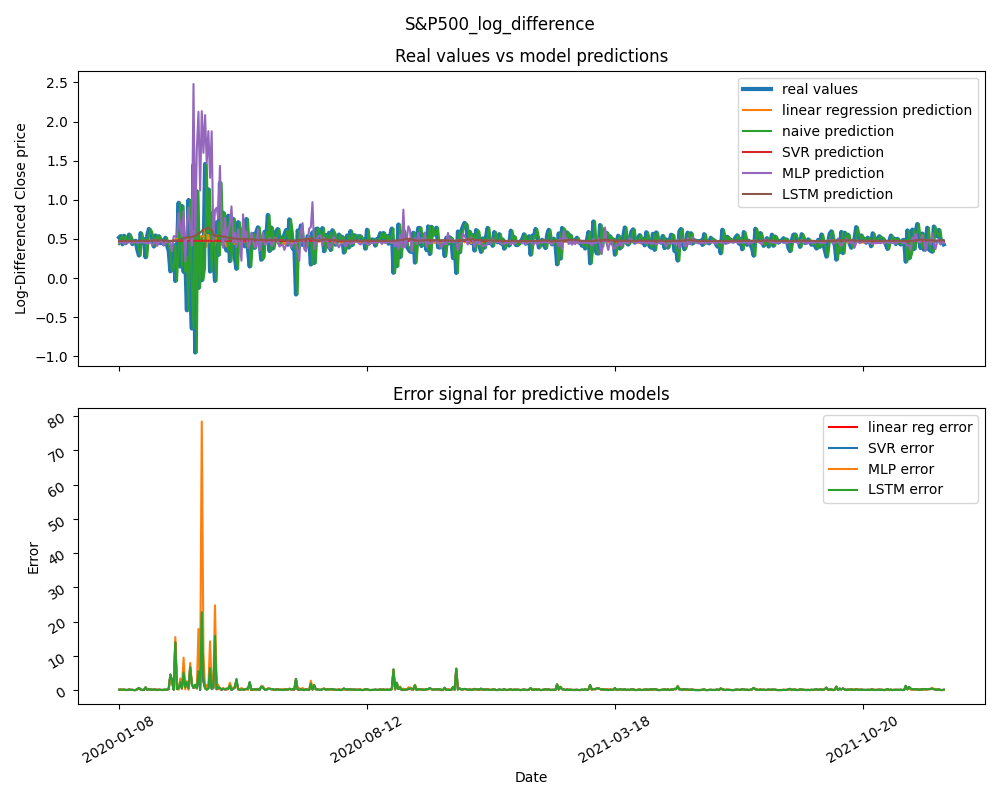 S&P500_log_difference
Real values vs model predictions
Log-Differenced Close price
2.5
2.0
1.5
1.0
0.5
0.0
−0.5
−1.0
real values
linear regression prediction
naive prediction
SVR prediction
MLP prediction
LSTM prediction
Error signal for predictive models
Error
80
70
60
50
40
30
20
10
0
linear reg error
SVR error
MLP error
LSTM error
2020-01-08
2020-08-12
2021-03-18
2021-10-20
Date